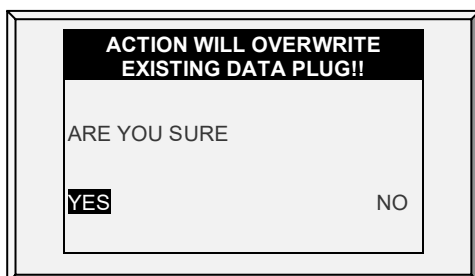 ACTION WILL OVERWRITE
EXISTING DATA PLUG!!
ARE YOU SURE
YES NO